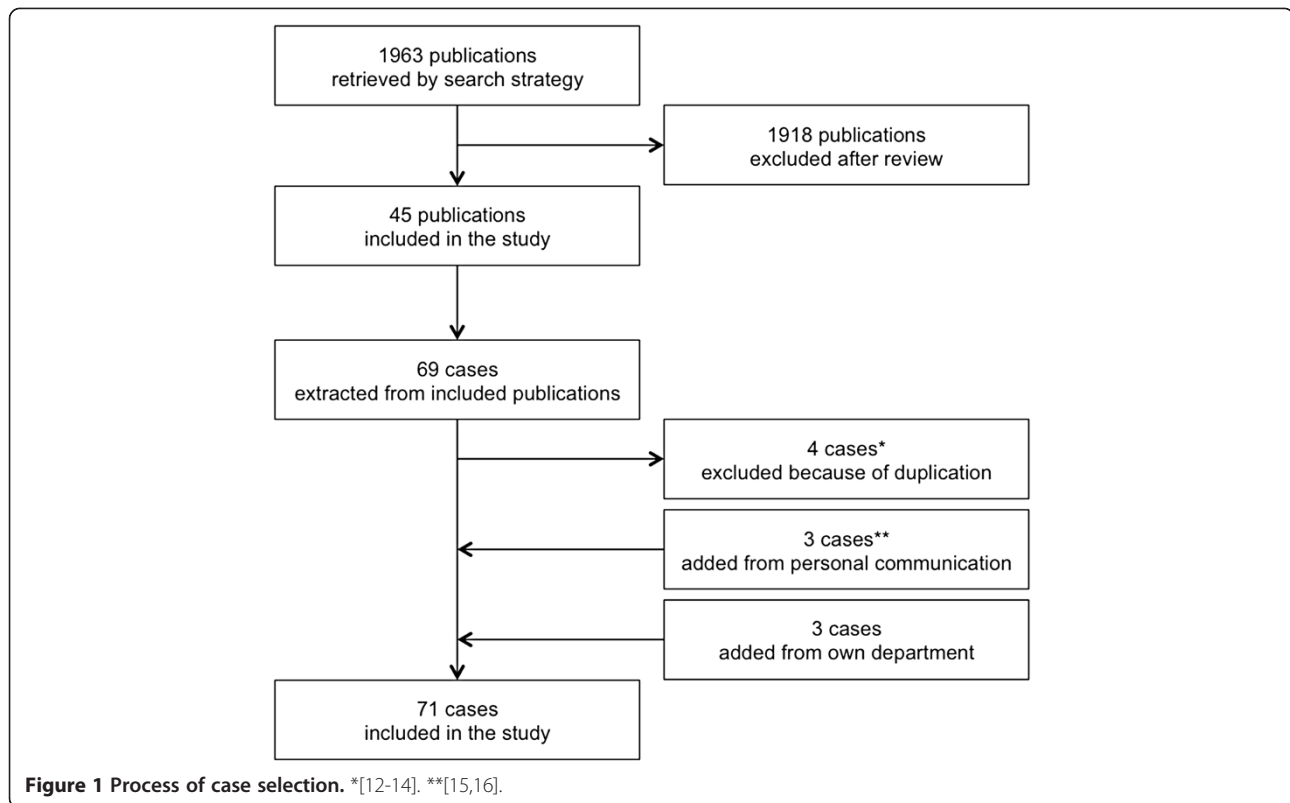 1963 publications
retrieved by search strategy
1918 publications
excluded after review
45 publications
included in the study
69 cases
extracted from included publications
4 cases*
excluded because of duplication
3 cases**
added from personal communication
3 cases
added from own department
71 cases
included in the study
Figure 1 Process of case selection. *[12-14]. **[15,16].